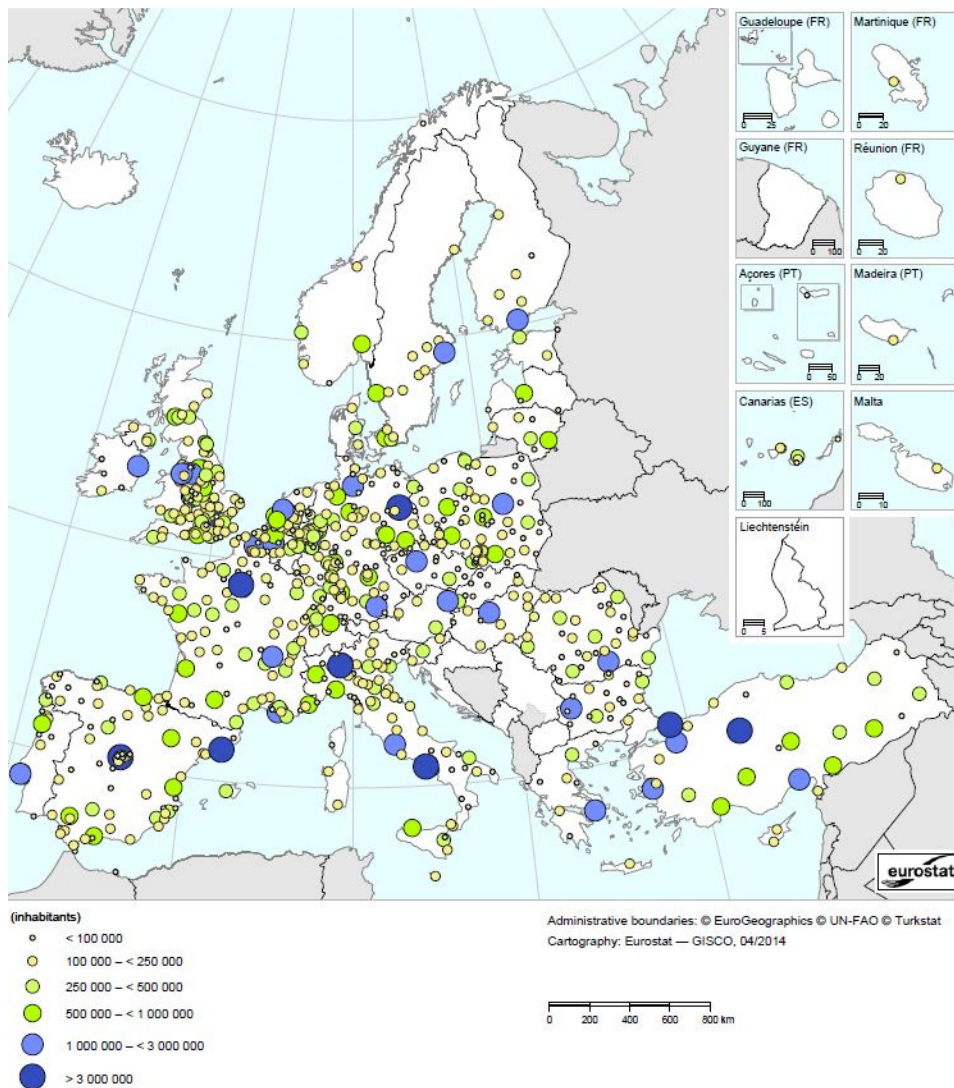 Guadeloupe (FR)
0 25
Martinique (FR)
0 20
Guyane (FR)
0 100
Réunion (FR)
0 20
Açores (PT)
0 50
Madeira (PT)
0 20
Canarias (ES)
0 100
Malta
0 10
Liechtenstein
0 5
eurostat
(inhabitants)
< 100 000
100 000 – < 250 000
250 000 – < 500 000
500 000 – < 1 000 000
1 000 000 – < 3 000 000
> 3 000 000
Administrative boundaries: © EuroGeographics © UN-FAO © Turkstat
Cartography: Eurostat — GISCO, 04/2014
0 200 400 600 800 km